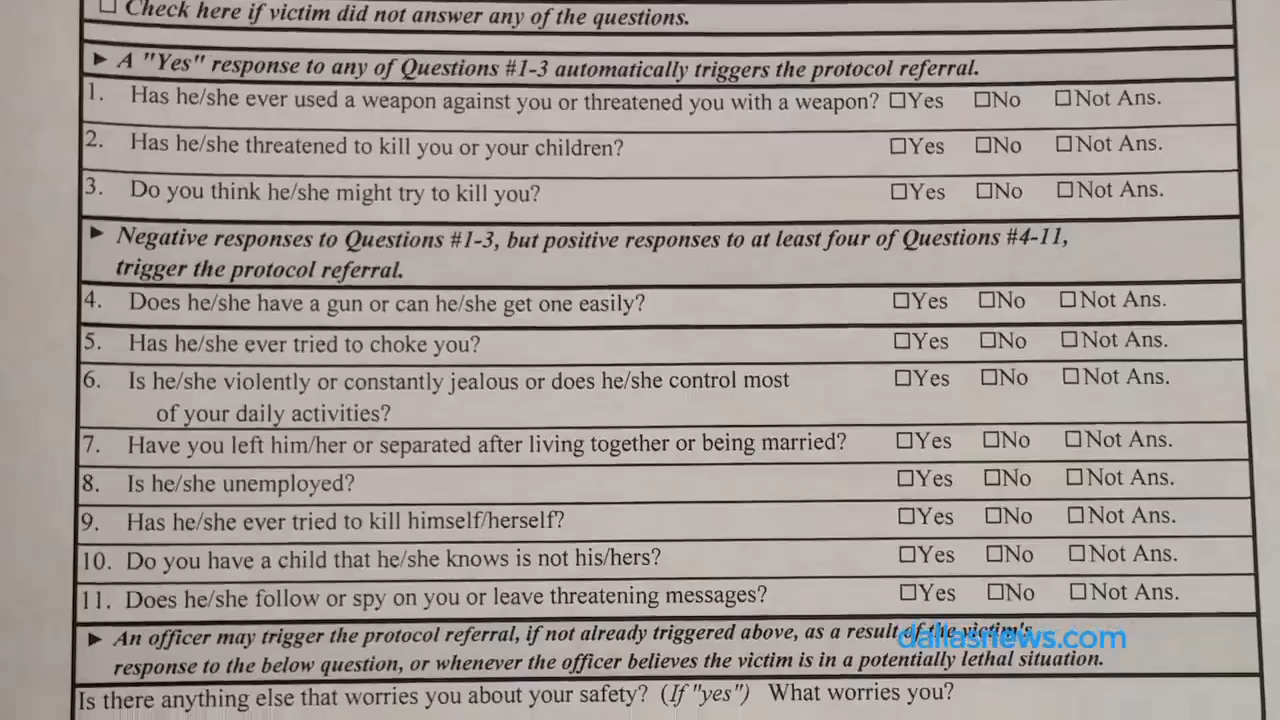 ☐ Check here if victim did not answer any of the questions.
► A "Yes" response to any of Questions #1-3 automatically triggers the protocol referral.
1. Has he/she ever used a weapon against you or threatened you with a weapon? ☐Yes ☐No ☐Not Ans.
2. Has he/she threatened to kill you or your children? ☐Yes ☐No ☐Not Ans.
3. Do you think he/she might try to kill you? ☐Yes ☐No ☐Not Ans.
► Negative responses to Questions #1-3, but positive responses to at least four of Questions #4-11,
trigger the protocol referral.
4. Does he/she have a gun or can he/she get one easily? ☐Yes ☐No ☐Not Ans.
5. Has he/she ever tried to choke you? ☐Yes ☐No ☐Not Ans.
6. Is he/she violently or constantly jealous or does he/she control most ☐Yes ☐No ☐Not Ans.
of your daily activities?
7. Have you left him/her or separated after living together or being married? ☐Yes ☐No ☐Not Ans.
8. Is he/she unemployed? ☐Yes ☐No ☐Not Ans.
9. Has he/she ever tried to kill himself/herself? ☐Yes ☐No ☐Not Ans.
10. Do you have a child that he/she knows is not his/hers? ☐Yes ☐No ☐Not Ans.
11. Does he/she follow or spy on you or leave threatening messages? ☐Yes ☐No ☐Not Ans.
► An officer may trigger the protocol referral, if not already triggered above, as a result of the victim's
dallasnews.com
response to the below question, or whenever the officer believes the victim is in a potentially lethal situation.
Is there anything else that worries you about your safety? (If "yes") What worries you?